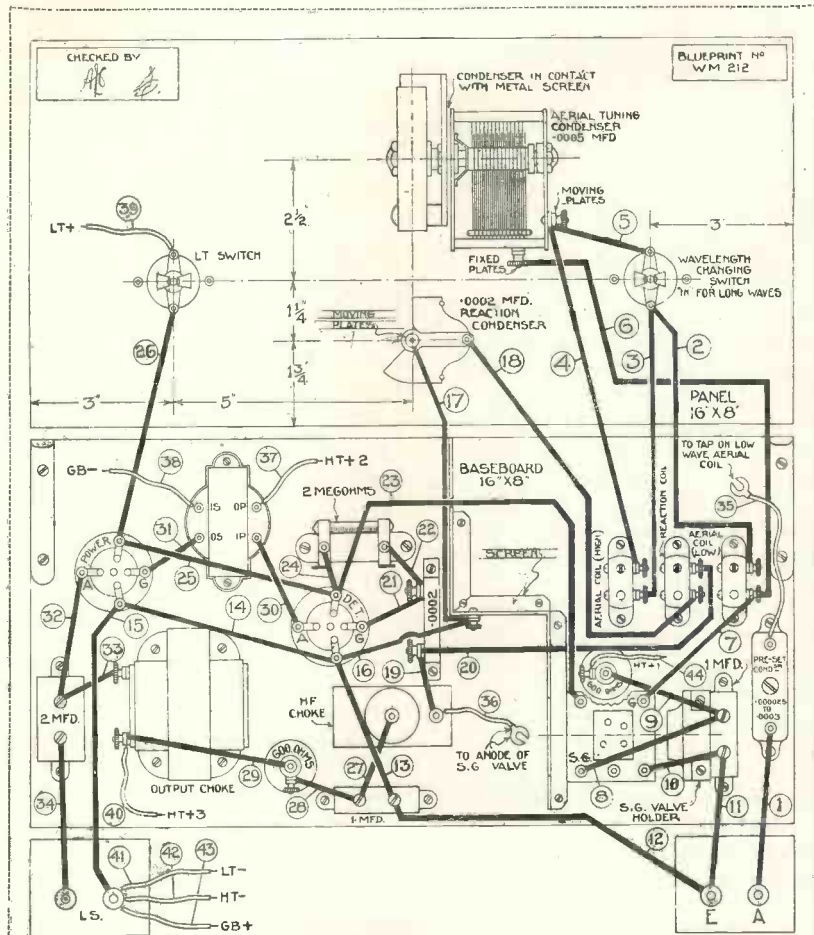 CHECKED BY
BLUEPRINT NO
WM 212
CONDENSER IN CONTACT
WITH METAL SCREEN
AERIAL TUNING
CONDENSER
·0005 MFD
MOVING
PLATES
5
3"
39
LT+
LT SWITCH
2½"
FIXED
PLATES
WAVELENGTH
CHANGING
SWITCH
"IN" FOR LONG WAVES
1¼"
·0002 MFD.
REACTION
CONDENSER
MOVING
PLATES
6
26
18
4
3
2
1¾"
17
3"
5"
PANEL
16"X8"
GB-
38
37
HT+2
BASEBOARD
16"X8"
TO TAP ON LOW
WAVE AERIAL
COIL
23
2 MEGOHMS
22
35
31
1S
OP
OS
1P
25
24
21
SCREEN
AERIAL COIL (HIGH)
REACTION COIL
AERIAL
COIL
(LOW)
POWER
A
G
32
15
14
30
DET.
A
G
·0002
7
33
16
19
20
HT+1
44
1 MFD.
PRE-SET
CONDSR
·000025
TO
·0003
2 MFD.
HF
CHOKE
36
600 OHMS
G
9
TO ANODE OF
S.G VALVE
S.G.
OUTPUT CHOKE
29
600 OHMS
27
13
8
10
28
1·MFD.
S.G. VALVE
HOLDER
11
1
34
40
HT+3
12
41
42
43
LT-
HT-
GB+
LS.
E
A